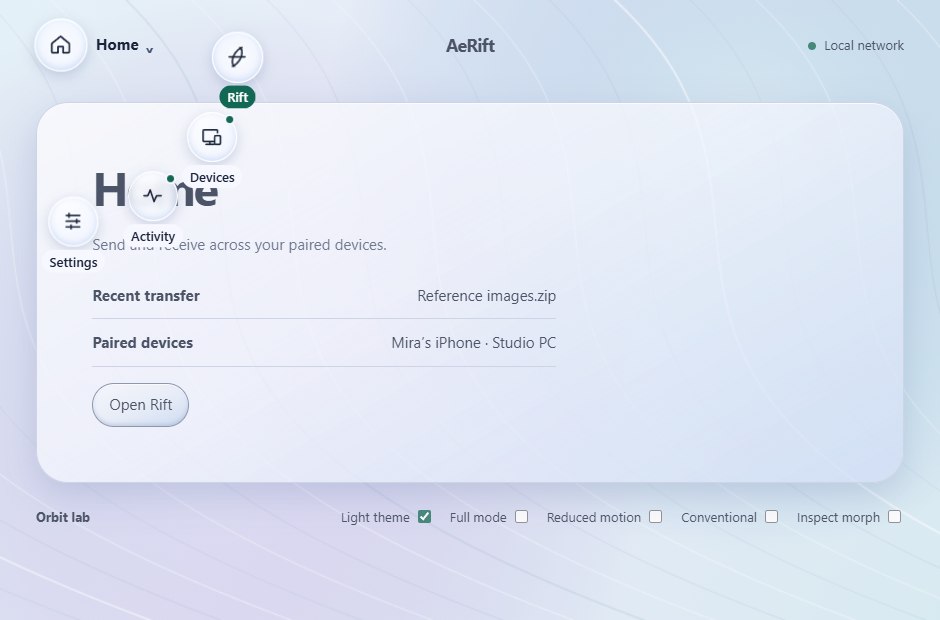 Home
AeRift
Local network
Rift
Devices
Home
Activity
Settings
Send and receive across your paired devices.
Recent transfer Reference images.zip
Paired devices Mira's iPhone · Studio PC
Open Rift
Orbit lab Light theme Full mode Reduced motion Conventional Inspect morph